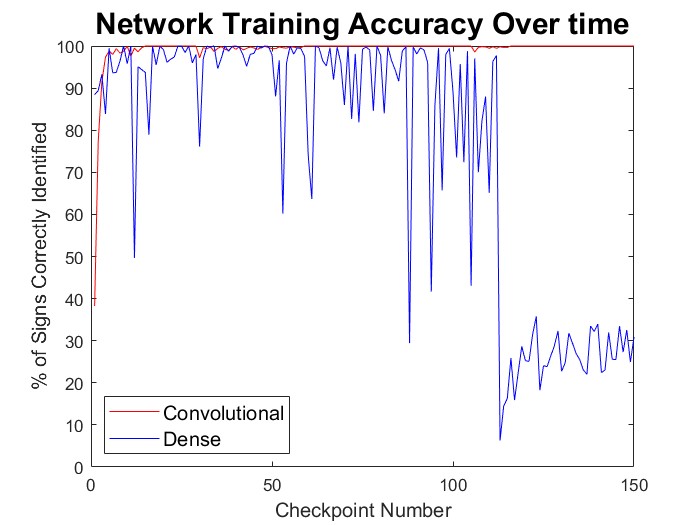 Network Training Accuracy Over time
% of Signs Correctly Identified
100
90
80
70
60
50
40
30
20
10
0
Convolutional
Dense
0 50 100 150
Checkpoint Number